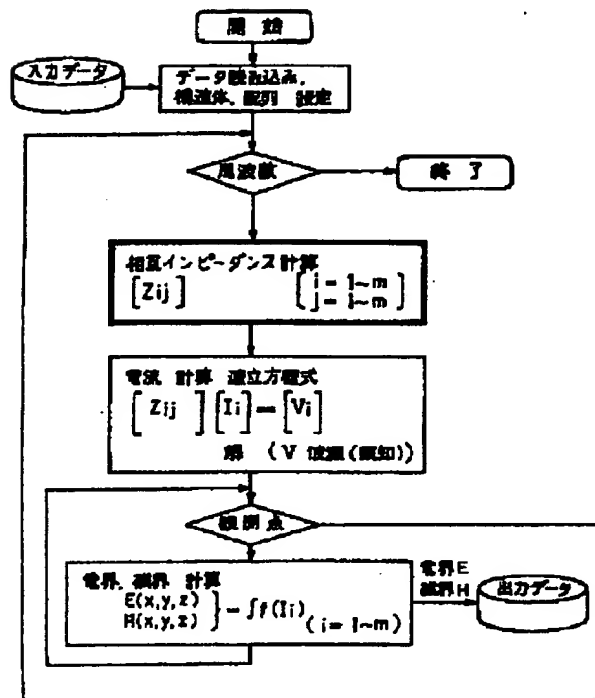 開始
入力データ
データ読み込み、
構造体、配列 設定
周波数
終了
相互インピーダンス計算
[Zij] (i = 1~m
j = i~m)
電流 計算 連立方程式
[Zij][Ii]=[Vi]
解 (V 波源(既知))
観測点
電界、磁界 計算
E(x,y,z)
H(x,y,z) } = ∫f(Ii)
(i = 1~m)
電界E
磁界H
出力データ